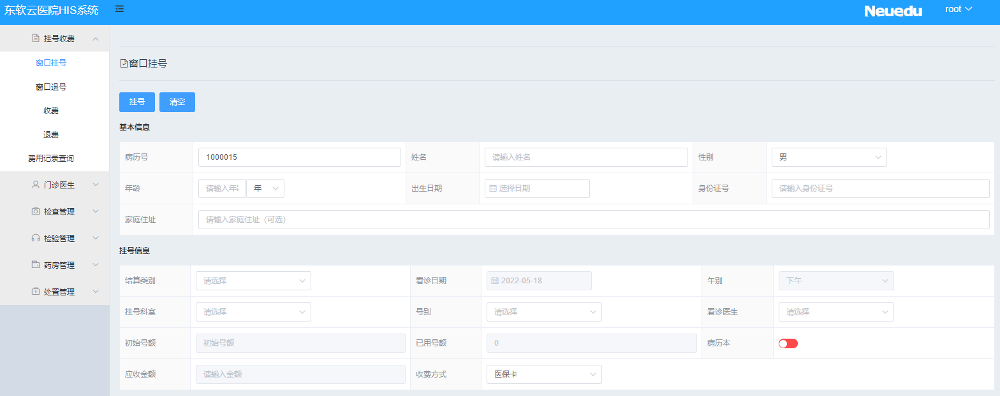 东软云医院HIS系统
Neuedu
root
挂号收费
窗口挂号
窗口退号
收费
退费
费用记录查询
门诊医生
检查管理
检验管理
药房管理
处置管理
窗口挂号
挂号 清空
基本信息
病历号 1000015 姓名 请输入姓名 性别 男
年龄 请输入年龄 年 出生日期 选择日期 身份证号 请输入身份证号
家庭住址 请输入家庭住址（可选）
挂号信息
结算类别 请选择 看诊日期 2022-05-18 午别 下午
挂号科室 请选择 号别 请选择 看诊医生 请选择
初始号额 初始号额 已用号额 0 病历本
应收金额 请输入金额 收费方式 医保卡